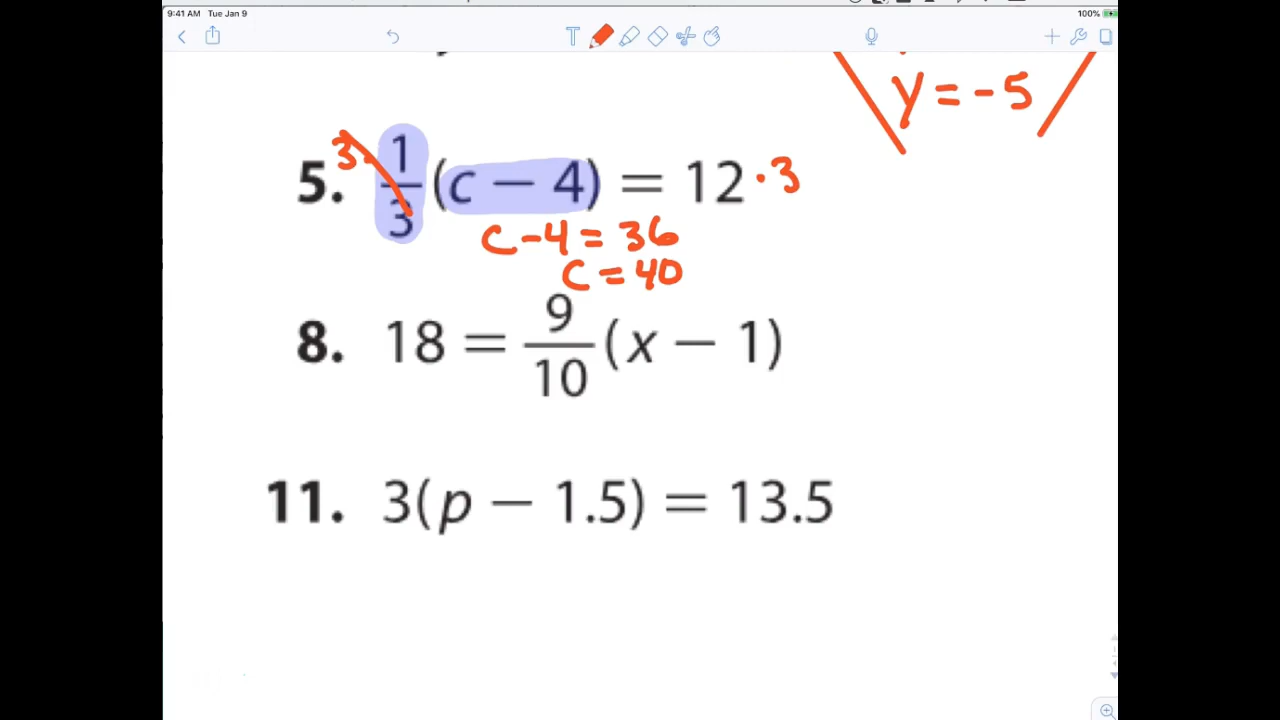 9:41 AM Tue Jan 9
100%
T
y = -5
5. 3· 1/3 (c − 4) = 12 · 3
c - 4 = 36
c = 40
8. 18 = 9/10 (x − 1)
11. 3(p − 1.5) = 13.5